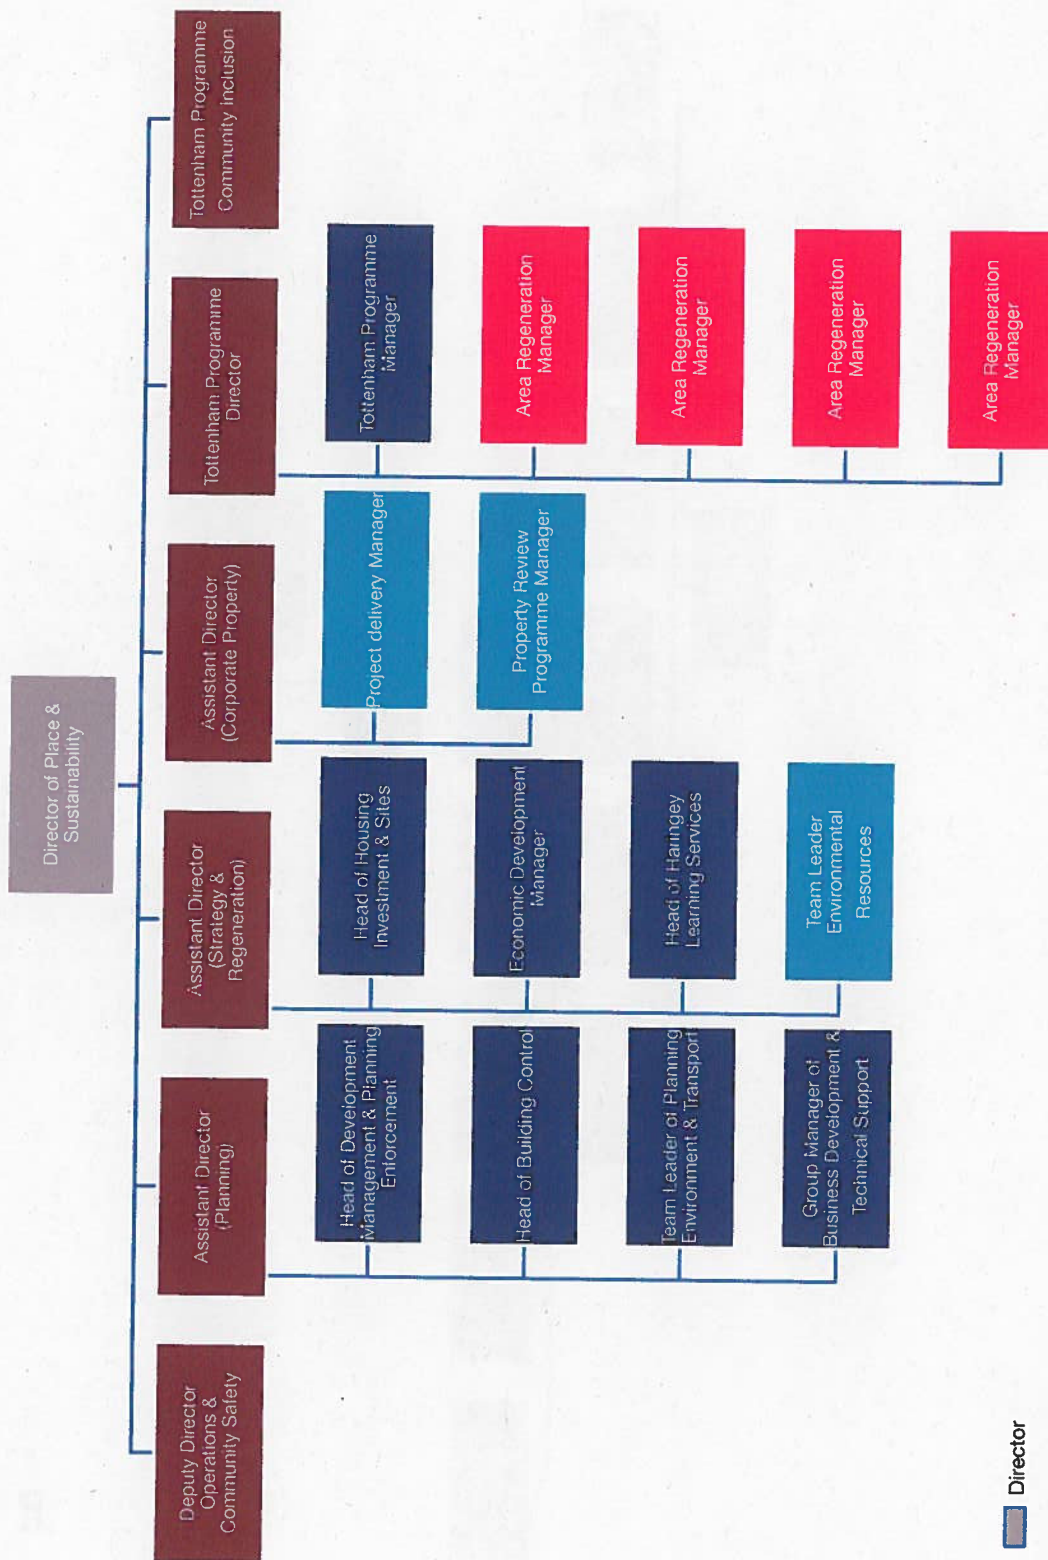 Director of Place &
Sustainability
Deputy Director
Operations &
Community Safety
Assistant Director
(Planning)
Assistant Director
(Strategy &
Regeneration)
Assistant Director
(Corporate Property)
Tottenham Programme
Director
Tottenham Programme
Community Inclusion
Head of Development
Management & Planning
Enforcement
Head of Building Control
Team Leader of Planning
Environment & Transport
Group Manager of
Business Development &
Technical Support
Head of Housing
Investment & Sites
Economic Development
Manager
Head of Haringey
Learning Services
Team Leader
Environmental
Resources
Project delivery Manager
Property Review
Programme Manager
Tottenham Programme
Manager
Area Regeneration
Manager
Area Regeneration
Manager
Area Regeneration
Manager
Area Regeneration
Manager
Director